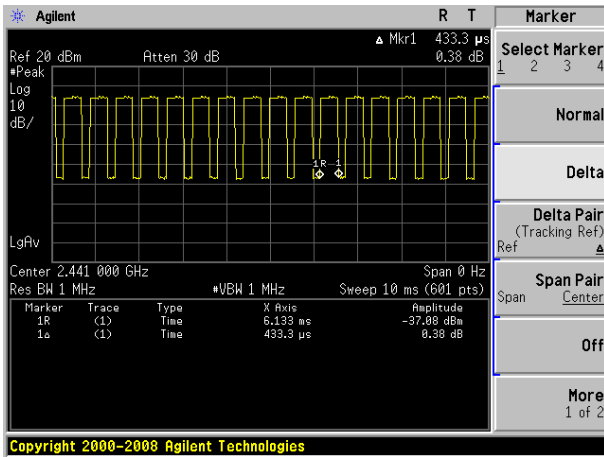 Agilent R T
Δ Mkr1 433.3 µs
Ref 20 dBm Atten 30 dB 0.38 dB
#Peak
Log
10
dB/
1R 1
LgAv
Center 2.441 000 GHz Span 0 Hz
Res BW 1 MHz #VBW 1 MHz Sweep 10 ms (601 pts)
Marker Trace Type X Axis Amplitude
1R (1) Time 6.133 ms -37.08 dBm
1Δ (1) Time 433.3 µs 0.38 dB
Copyright 2000-2008 Agilent Technologies
Marker
Select Marker
1 2 3 4
Normal
Delta
Delta Pair
(Tracking Ref)
Ref Δ
Span Pair
Span Center
Off
More
1 of 2